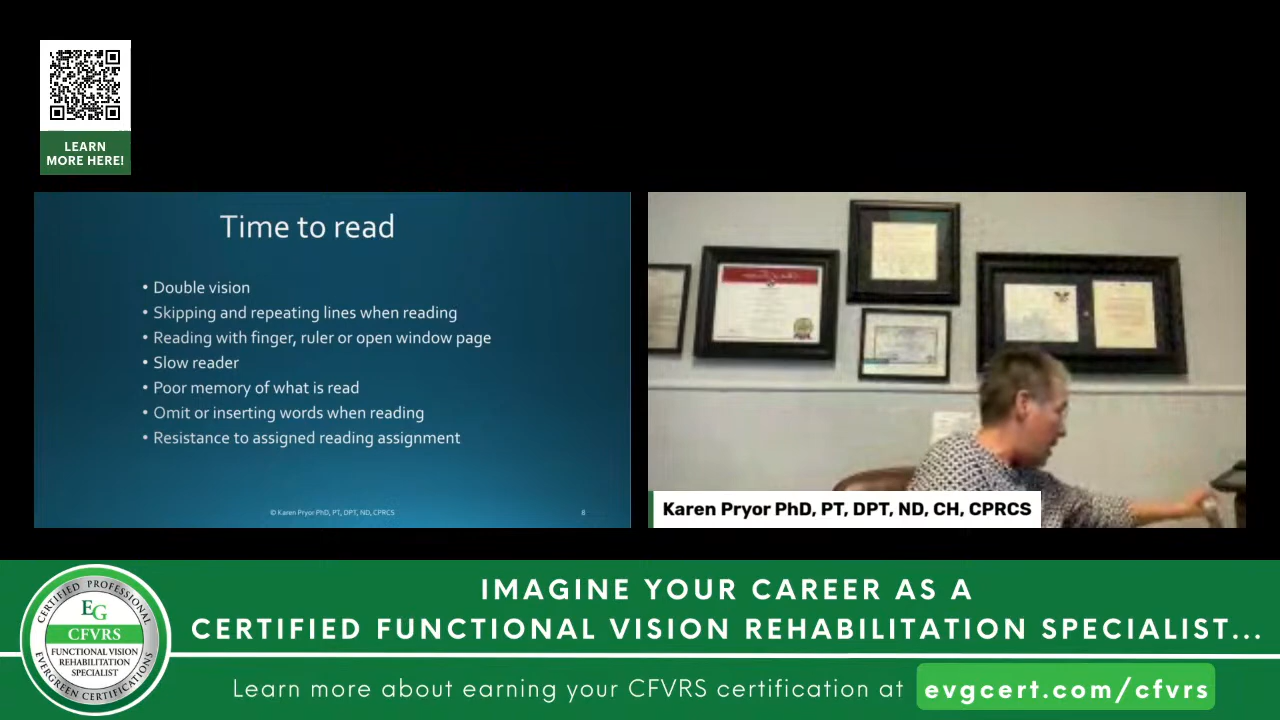 LEARN
MORE HERE!
Time to read
• Double vision
• Skipping and repeating lines when reading
• Reading with finger, ruler or open window page
• Slow reader
• Poor memory of what is read
• Omit or inserting words when reading
• Resistance to assigned reading assignment
© Karen Pryor PhD, PT, DPT, ND, CPRCS
8
Karen Pryor PhD, PT, DPT, ND, CH, CPRCS
CERTIFIED PROFESSIONAL
EG
CFVRS
FUNCTIONAL VISION
REHABILITATION
SPECIALIST
EVERGREEN CERTIFICATIONS
IMAGINE YOUR CAREER AS A
CERTIFIED FUNCTIONAL VISION REHABILITATION SPECIALIST...
Learn more about earning your CFVRS certification at evgcert.com/cfvrs